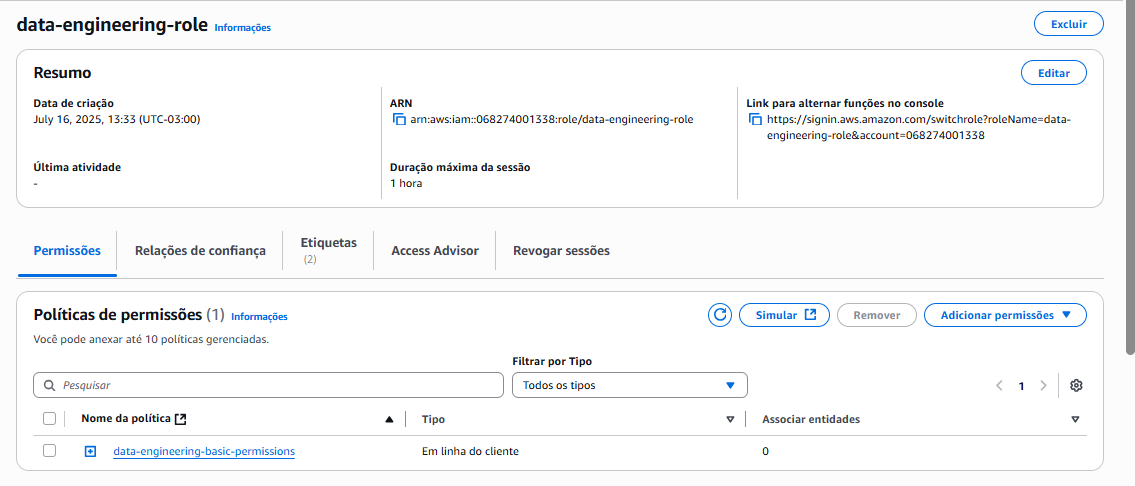 data-engineering-role Informações
Excluir
Resumo
Editar
Data de criação
July 16, 2025, 13:33 (UTC-03:00)
ARN
arn:aws:iam::068274001338:role/data-engineering-role
Link para alternar funções no console
https://signin.aws.amazon.com/switchrole?roleName=data-
engineering-role&account=068274001338
Última atividade
-
Duração máxima da sessão
1 hora
Permissões
Relações de confiança
Etiquetas
(2)
Access Advisor
Revogar sessões
Políticas de permissões (1) Informações
Simular
Remover
Adicionar permissões
Você pode anexar até 10 políticas gerenciadas.
Filtrar por Tipo
Pesquisar
Todos os tipos
1
Nome da política
Tipo
Associar entidades
data-engineering-basic-permissions
Em linha do cliente
0